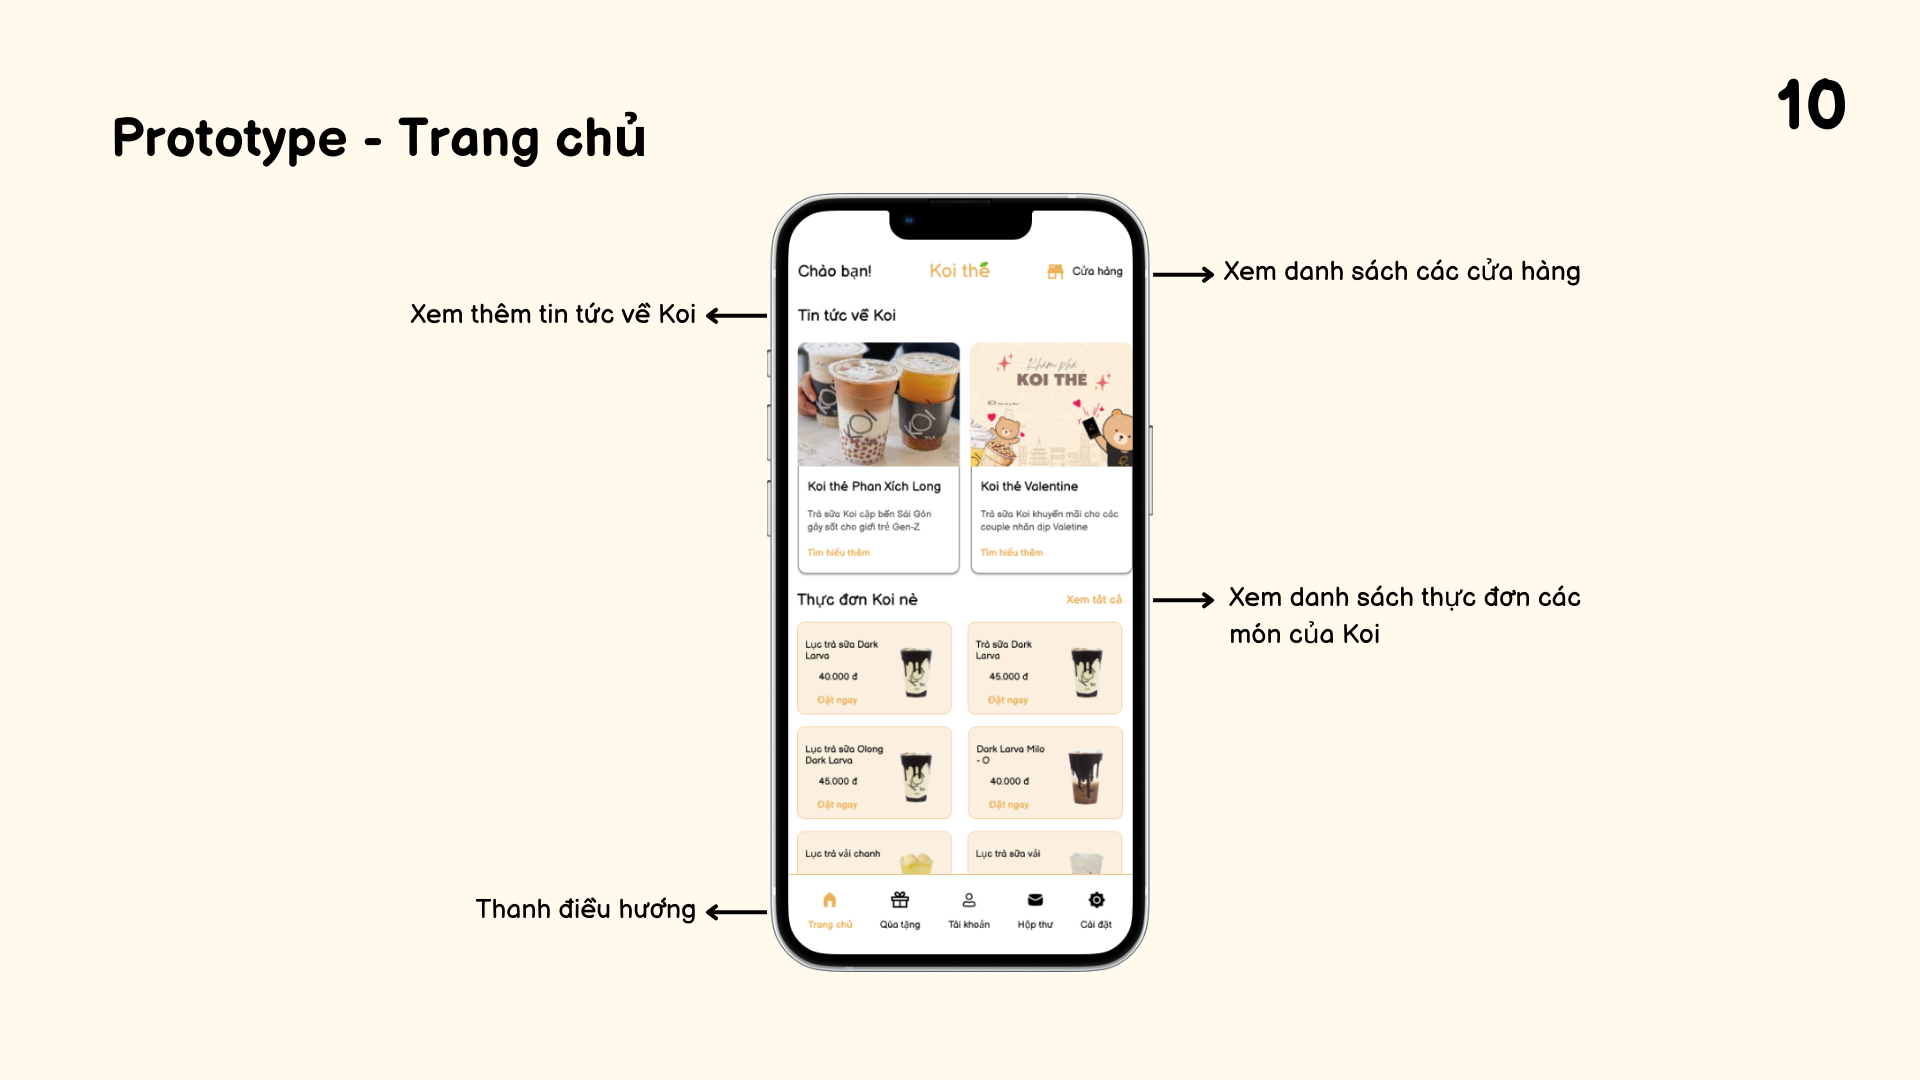 10
Prototype - Trang chủ
Chào bạn!
Koi thé
Cửa hàng
Xem danh sách các cửa hàng
Xem thêm tin tức về Koi
Tin tức về Koi
KOI
KOI
KOI
Khám phá
KOI THÉ
KOI
Koi thé Phan Xích Long
Trà sữa Koi cập bến Sài Gòn
gây sốt cho giới trẻ Gen-Z
Tìm hiểu thêm
Koi thé Valentine
Trà sữa Koi khuyến mãi cho các
couple nhân dịp Valetine
Tìm hiểu thêm
Thực đơn Koi nè
Xem tất cả
Xem danh sách thực đơn các
món của Koi
Lục trà sữa Dark
Larva
40.000 đ
Đặt ngay
Trà sữa Dark
Larva
45.000 đ
Đặt ngay
Lục trà sữa Olong
Dark Larva
45.000 đ
Đặt ngay
Dark Larva Milo
- O
40.000 đ
Đặt ngay
Lục trà vải chanh
Lục trà sữa vải
Thanh điều hướng
Trang chủ
Qùa tặng
Tài khoản
Hộp thư
Cài đặt